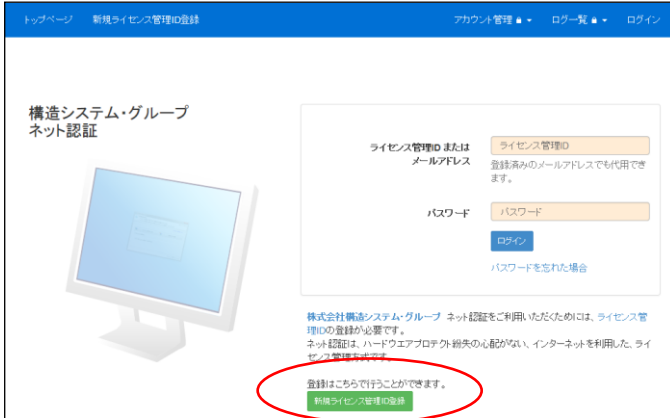 トップページ 新規ライセンス管理ID登録 アカウント管理 ログ一覧 ログイン
構造システム・グループ
ネット認証
ライセンス管理ID または
メールアドレス
ライセンス管理ID
登録済みのメールアドレスでも代用でき
ます。
パスワード
パスワード
ログイン
パスワードを忘れた場合
株式会社構造システム・グループ ネット認証をご利用いただくためには、ライセンス管
理IDの登録が必要です。
ネット認証は、ハードウエアプロテクト紛失の心配がない、インターネットを利用した、ライ
センス管理方式です。
登録はこちらで行うことができます。
新規ライセンス管理ID登録